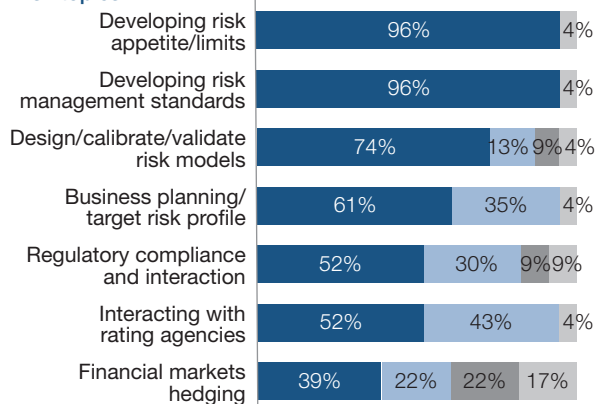 Developing risk
appetite/limits
96% 4%
Developing risk
management standards
96% 4%
Design/calibrate/validate
risk models
74% 13% 9% 4%
Business planning/
target risk profile
61% 35% 4%
Regulatory compliance
and interaction
52% 30% 9% 9%
Interacting with
rating agencies
52% 43% 4%
Financial markets
hedging
39% 22% 22% 17%